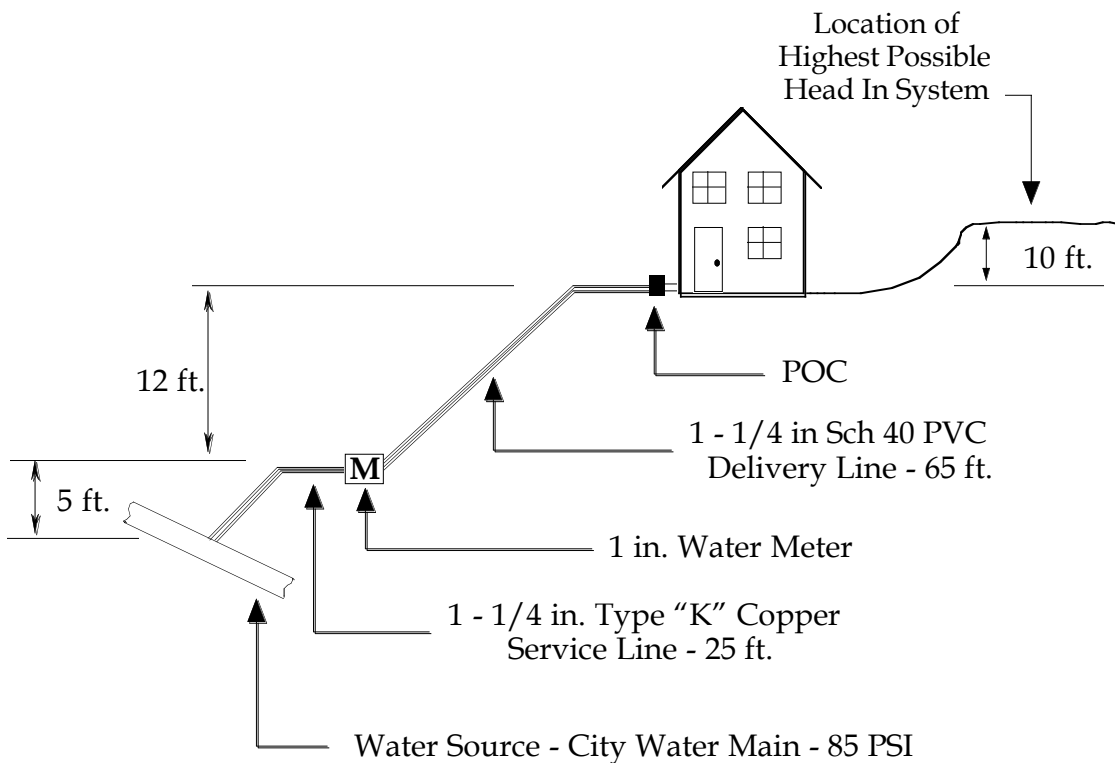 Location of
Highest Possible
Head In System
10 ft.
12 ft.
POC
1 - 1/4 in Sch 40 PVC
Delivery Line - 65 ft.
M
5 ft.
1 in. Water Meter
1 - 1/4 in. Type “K” Copper
Service Line - 25 ft.
Water Source - City Water Main - 85 PSI